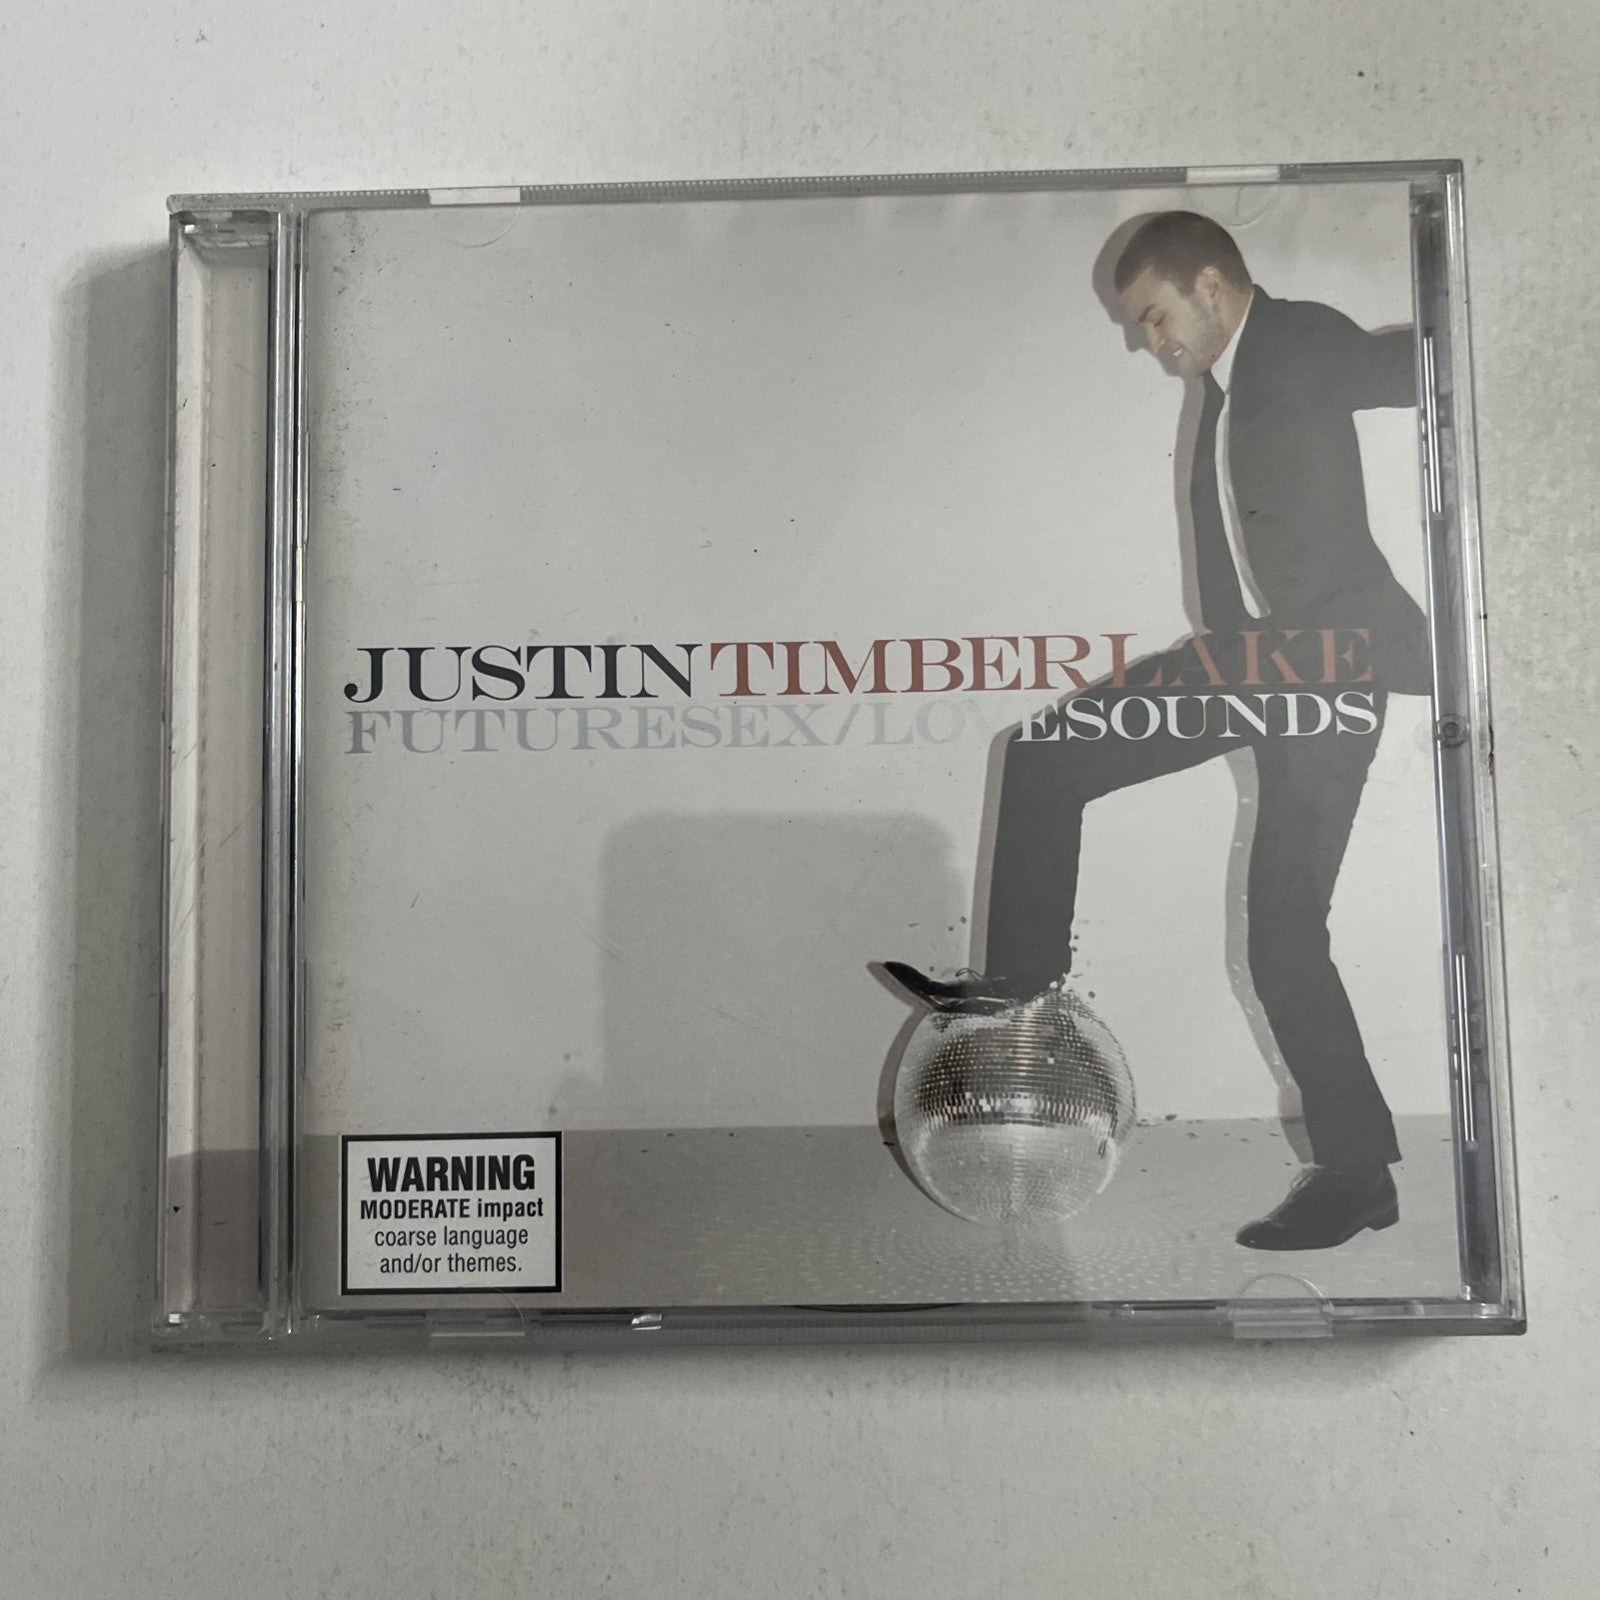 JUSTINTIMBERLAKE
FUTURESEX/LOVESOUNDS
WARNING
MODERATE impact
coarse language
and/or themes.